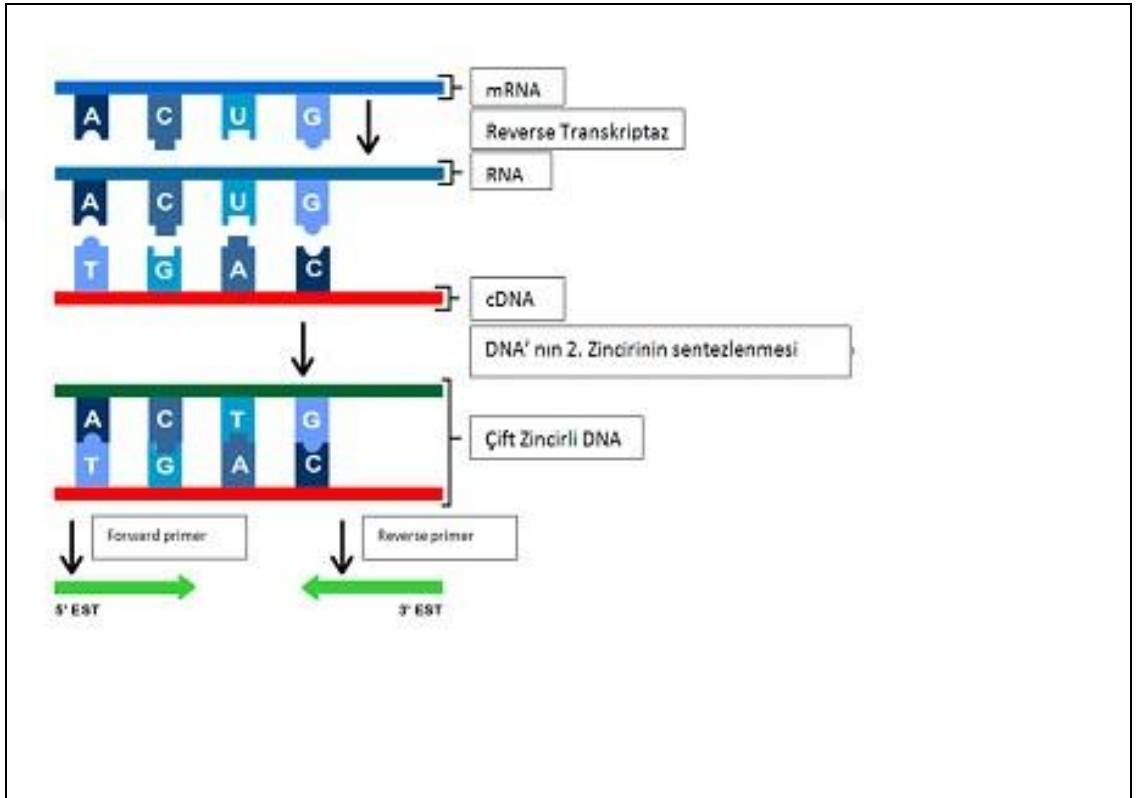 mRNA
A C U G
Reverse Transkriptaz
RNA
A C U G
T G A C
cDNA
DNA' nın 2. Zincirinin sentezlenmesi
A C T G
Çift Zincirli DNA
T G A C
Forward primer
Reverse primer
5' EST
3' EST